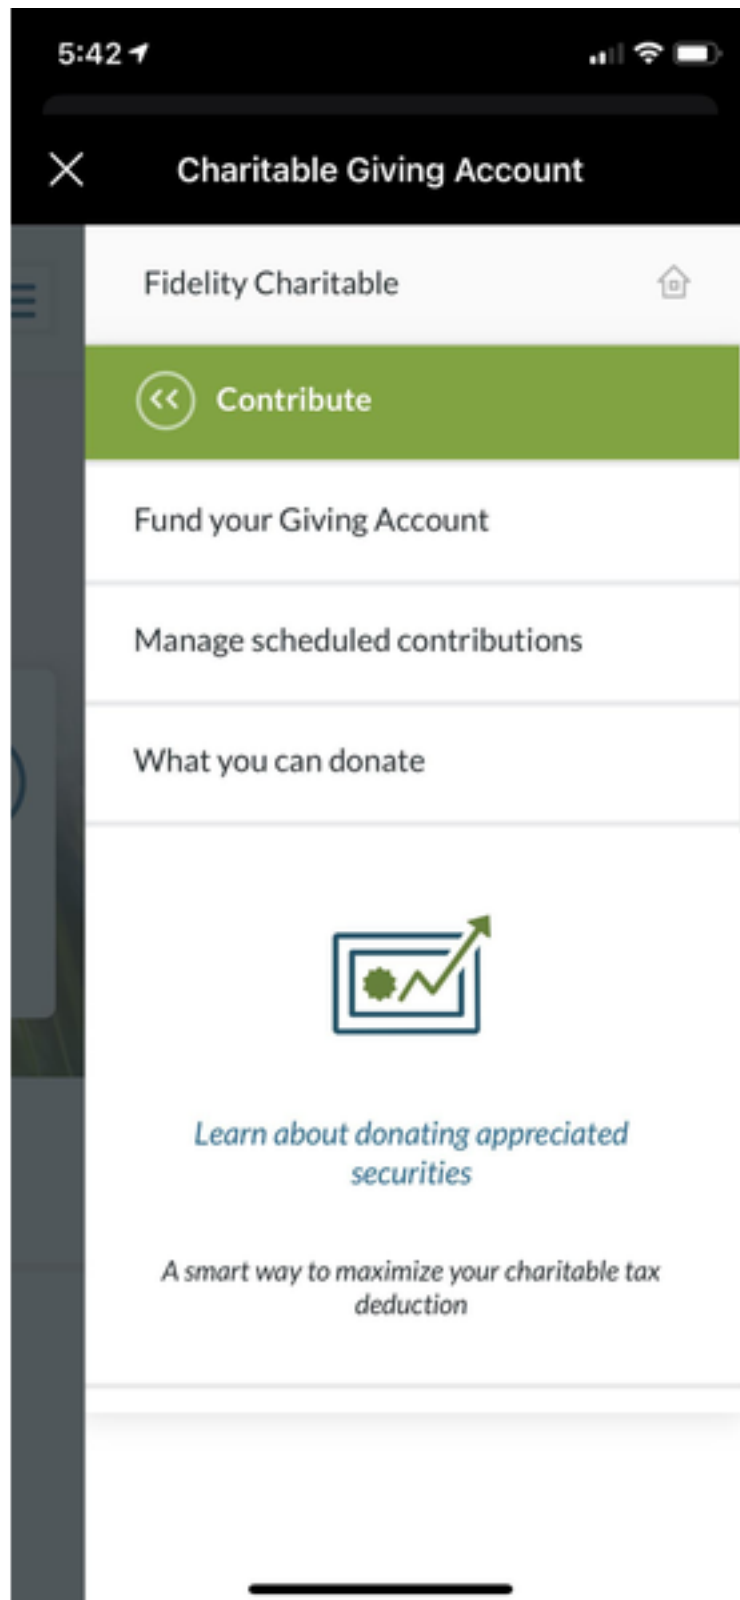 5:42
Charitable Giving Account
Fidelity Charitable
<< Contribute
Fund your Giving Account
Manage scheduled contributions
What you can donate
Learn about donating appreciated
securities
A smart way to maximize your charitable tax
deduction